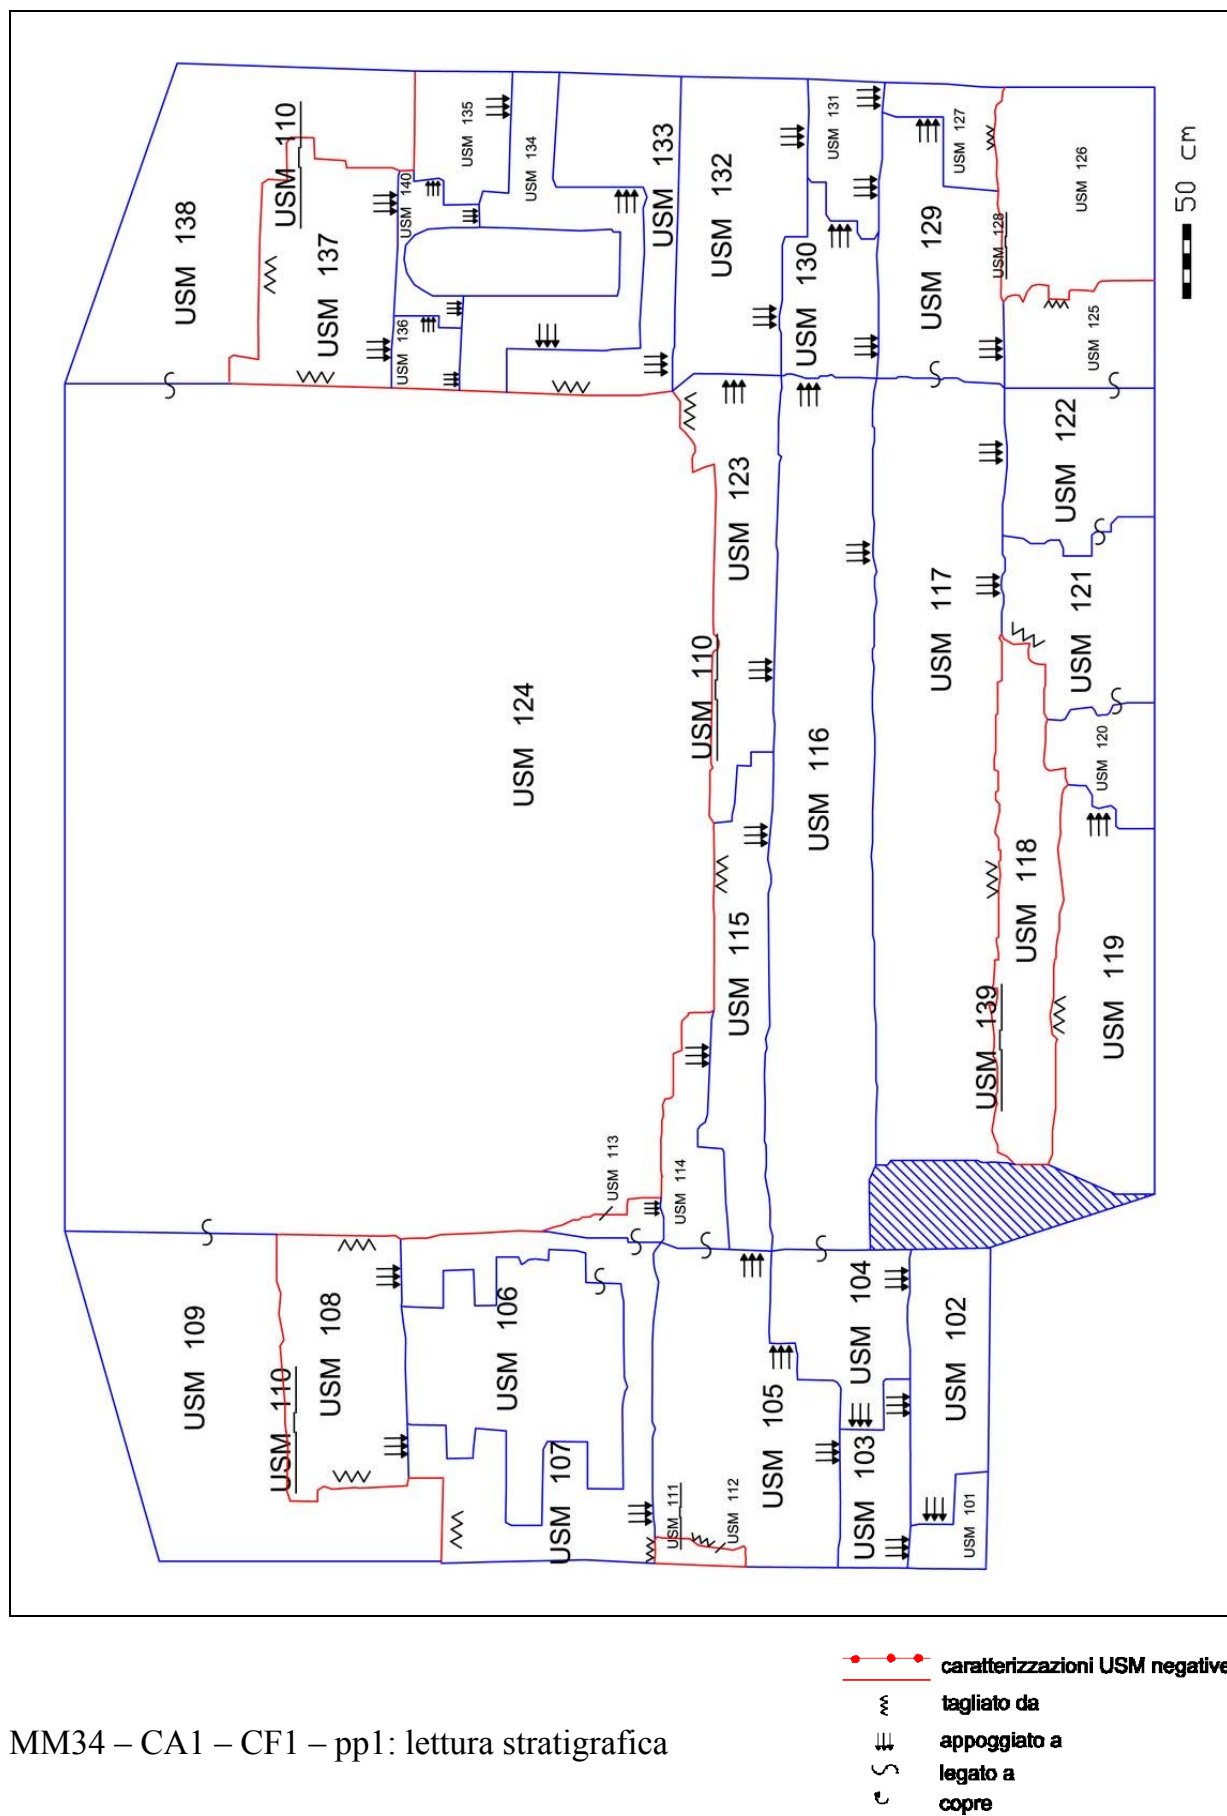 USM 138
USM 110
USM 137
USM 140
USM 136
USM 135
USM 134
USM 133
USM 132
USM 131
USM 130
USM 127
USM 129
USM 128
USM 126
USM 125
50 cm
USM 124
USM 123
USM 110
USM 122
USM 121
USM 120
USM 117
USM 116
USM 115
USM 118
USM 139
USM 119
USM 113
USM 114
USM 109
USM 108
USM 110
USM 106
USM 107
USM 105
USM 104
USM 103
USM 102
USM 101
USM 111
USM 112
caratterizzazioni USM negative
tagliato da
appoggiato a
legato a
copre
MM34 – CA1 – CF1 – pp1: lettura stratigrafica